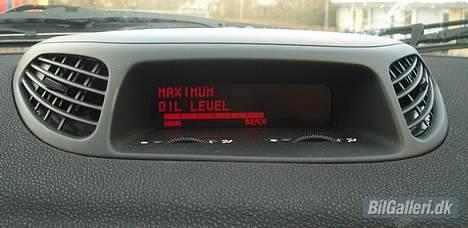 MAXIMUM
OIL LEVEL
MIN MAX
BilGalleri.dk